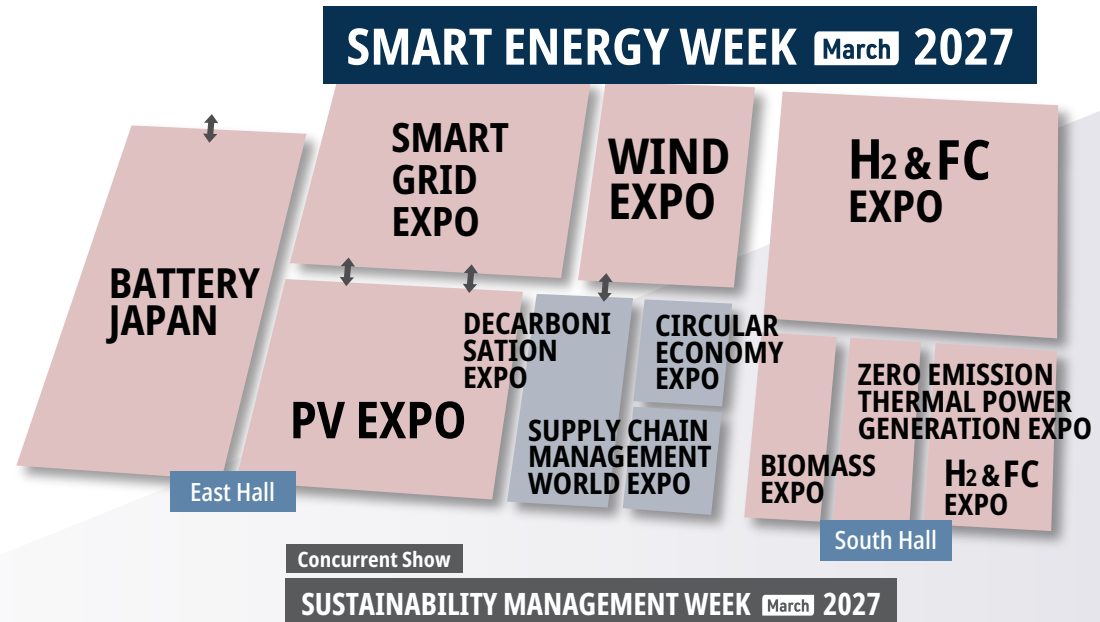 SMART ENERGY WEEK March 2027
SMART
GRID
EXPO
WIND
EXPO
H2 & FC
EXPO
BATTERY
JAPAN
PV EXPO
DECARBONI
SATION
EXPO
CIRCULAR
ECONOMY
EXPO
SUPPLY CHAIN
MANAGEMENT
WORLD EXPO
BIOMASS
EXPO
ZERO EMISSION
THERMAL POWER
GENERATION EXPO
H2 & FC
EXPO
East Hall
South Hall
Concurrent Show
SUSTAINABILITY MANAGEMENT WEEK March 2027